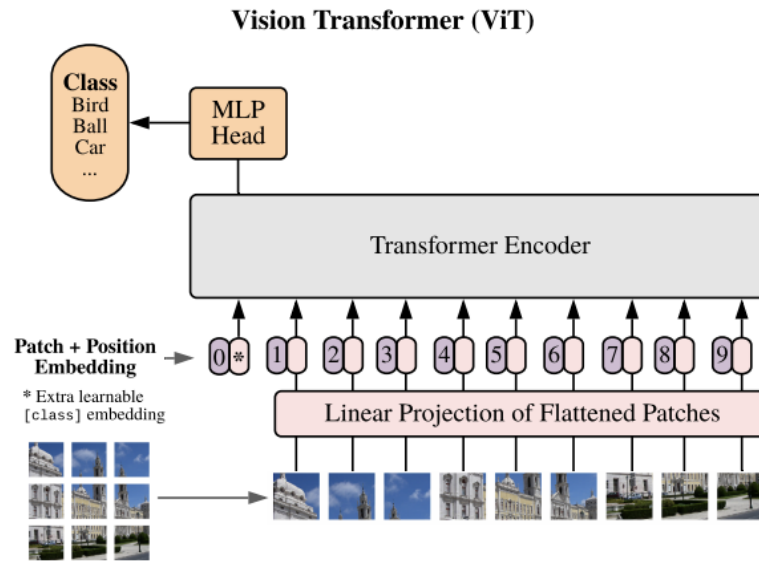 Vision Transformer (ViT)
Class
Bird
Ball
Car
...
MLP
Head
Transformer Encoder
Patch + Position
Embedding
0 * 1 2 3 4 5 6 7 8 9
* Extra learnable
[class] embedding
Linear Projection of Flattened Patches